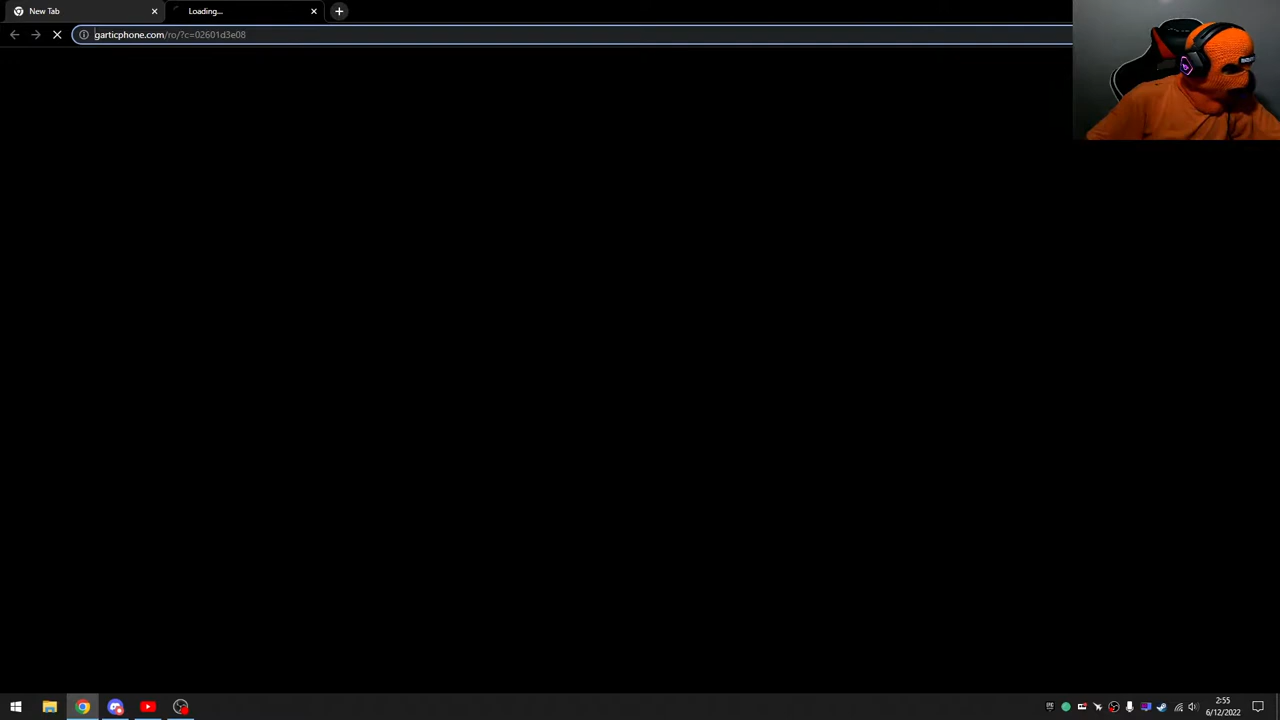 New Tab
Loading...
garticphone.com/ro/?c=02601d3e08
2:55
6/12/2022